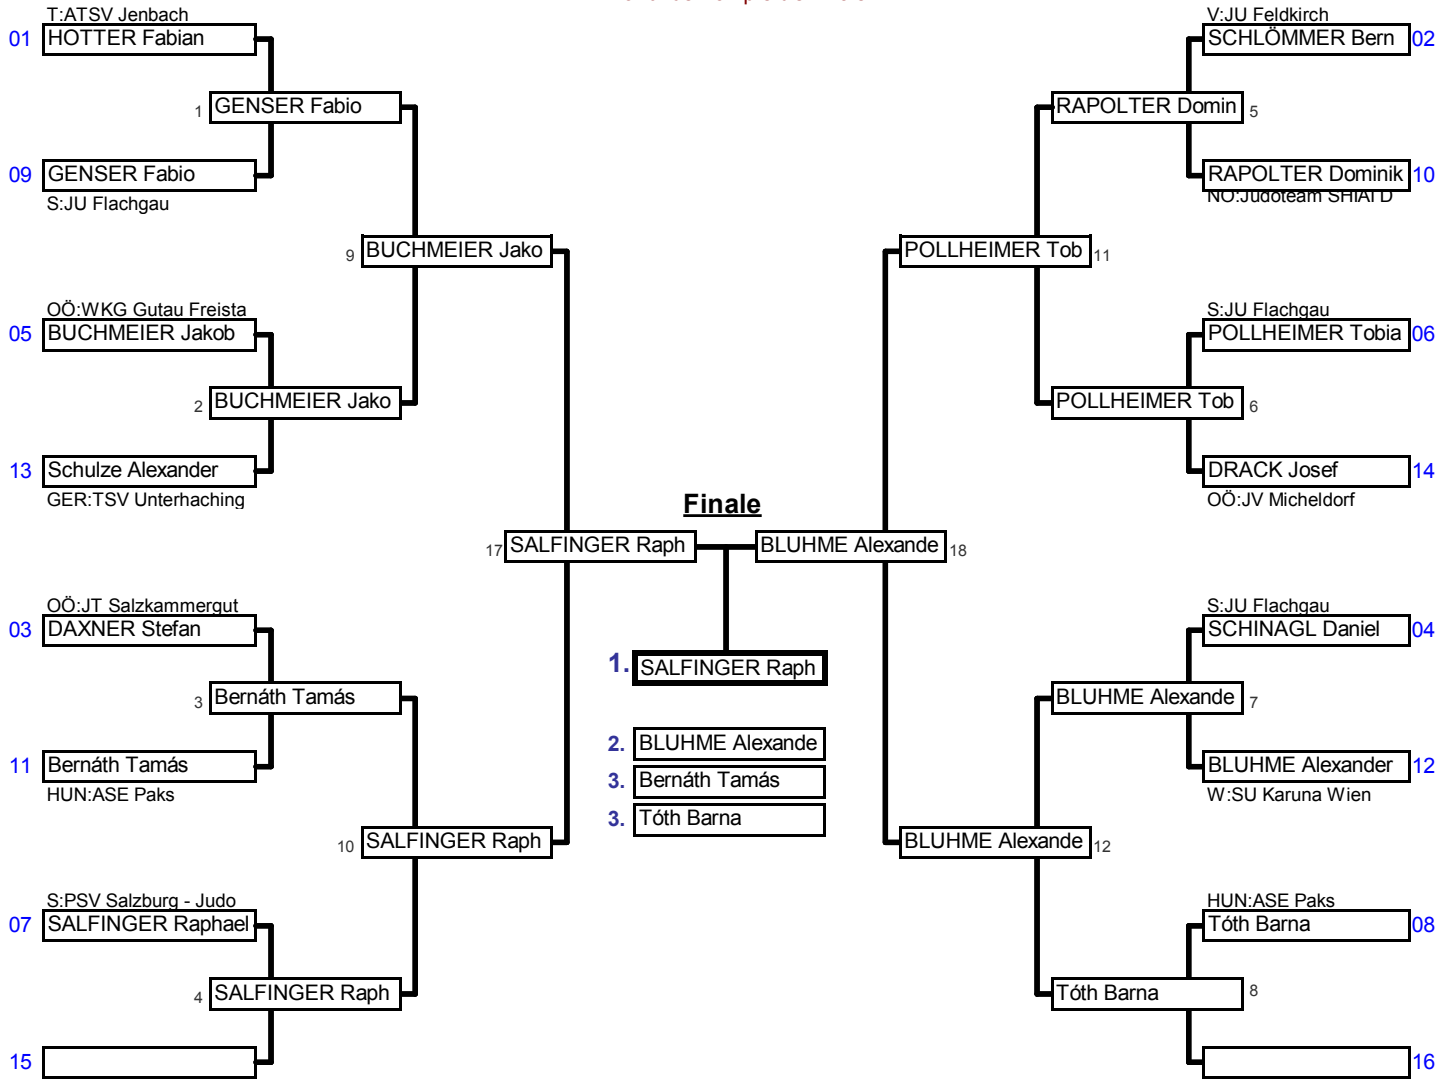 T:ATSV Jenbach
01 HOTTER Fabian
1 GENSER Fabio
09 GENSER Fabio
S:JU Flachgau
9 BUCHMEIER Jako
OÖ:WKG Gutau Freista
05 BUCHMEIER Jakob
2 BUCHMEIER Jako
13 Schulze Alexander
GER:TSV Unterhaching
17 SALFINGER Raph
OÖ:JT Salzkammergut
03 DAXNER Stefan
3 Bernáth Tamás
11 Bernáth Tamás
HUN:ASE Paks
10 SALFINGER Raph
S:PSV Salzburg - Judo
07 SALFINGER Raphael
4 SALFINGER Raph
15
Finale
1. SALFINGER Raph
2. BLUHME Alexande
3. Bernáth Tamás
3. Tóth Barna
V:JU Feldkirch
SCHLÖMMER Bern 02
RAPOLTER Domin 5
RAPOLTER Dominik 10
NÖ:Judoteam SHIAI D
POLLHEIMER Tob 11
S:JU Flachgau
POLLHEIMER Tobia 06
POLLHEIMER Tob 6
DRACK Josef 14
OÖ:JV Micheldorf
BLUHME Alexande 18
S:JU Flachgau
SCHINAGL Daniel 04
BLUHME Alexande 7
BLUHME Alexander 12
W:SU Karuna Wien
BLUHME Alexande 12
HUN:ASE Paks
Tóth Barna 08
Tóth Barna 8
16